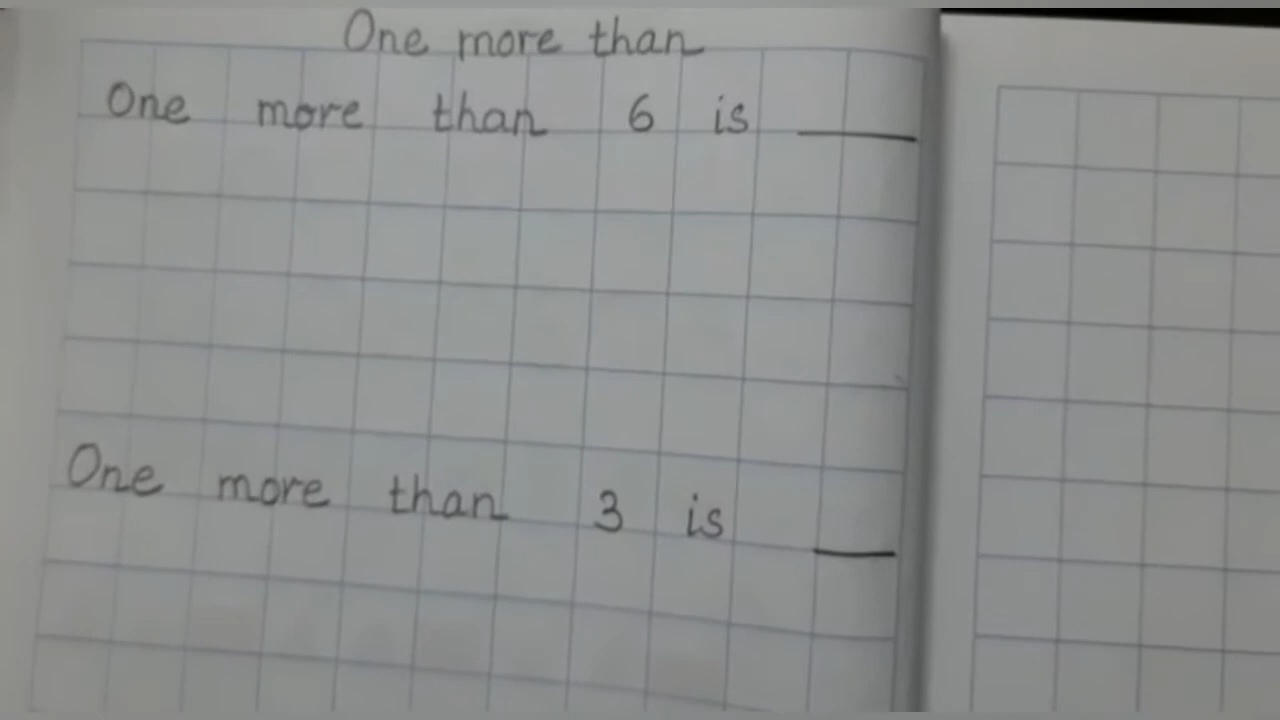 One more than
One more than 6 is ____
One more than 3 is ____